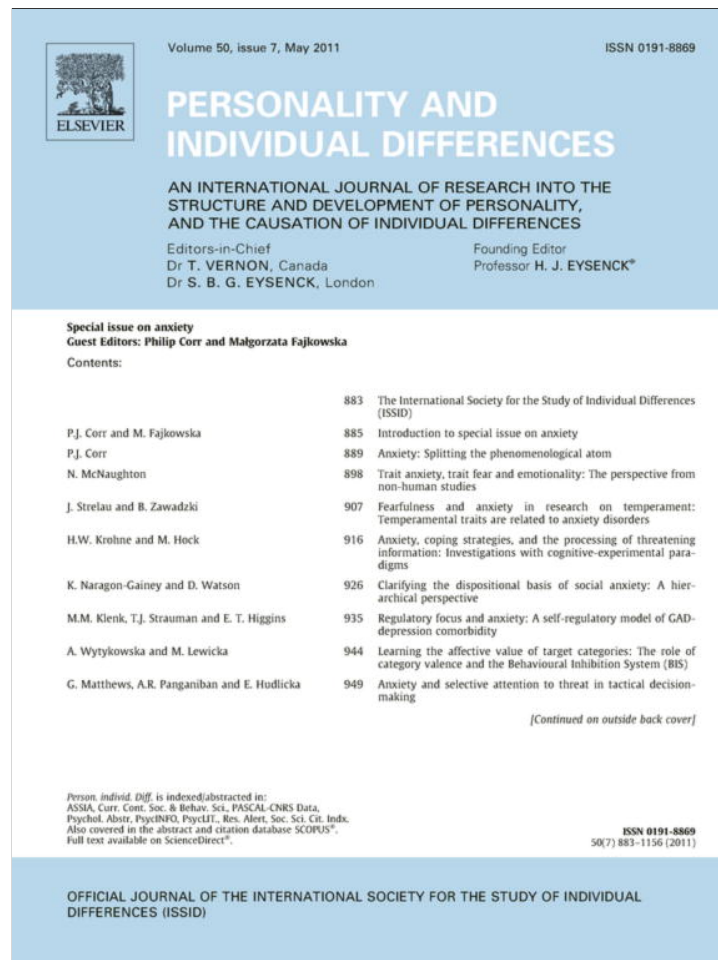 Volume 50, issue 7, May 2011
ISSN 0191-8869
ELSEVIER
PERSONALITY AND
INDIVIDUAL DIFFERENCES
AN INTERNATIONAL JOURNAL OF RESEARCH INTO THE
STRUCTURE AND DEVELOPMENT OF PERSONALITY,
AND THE CAUSATION OF INDIVIDUAL DIFFERENCES
Editors-in-Chief
Dr T. VERNON, Canada
Dr S. B. G. EYSENCK, London
Founding Editor
Professor H. J. EYSENCK®
Special issue on anxiety
Guest Editors: Philip Corr and Małgorzata Fajkowska
Contents:
883 The International Society for the Study of Individual Differences
(ISSID)
P.J. Corr and M. Fajkowska 885 Introduction to special issue on anxiety
P.J. Corr 889 Anxiety: Splitting the phenomenological atom
N. McNaughton 898 Trait anxiety, trait fear and emotionality: The perspective from
non-human studies
J. Strelau and B. Zawadzki 907 Fearfulness and anxiety in research on temperament:
Temperamental traits are related to anxiety disorders
H.W. Krohne and M. Hock 916 Anxiety, coping strategies, and the processing of threatening
information: Investigations with cognitive-experimental para-
digms
K. Naragon-Gainey and D. Watson 926 Clarifying the dispositional basis of social anxiety: A hier-
archical perspective
M.M. Klenk, T.J. Strauman and E. T. Higgins 935 Regulatory focus and anxiety: A self-regulatory model of GAD-
depression comorbidity
A. Wytykowska and M. Lewicka 944 Learning the affective value of target categories: The role of
category valence and the Behavioural Inhibition System (BIS)
G. Matthews, A.R. Panganiban and E. Hudlicka 949 Anxiety and selective attention to threat in tactical decision-
making
[Continued on outside back cover]
Person. individ. Diff. is indexed/abstracted in:
ASSIA, Curr. Cont. Soc. & Behav. Sci., PASCAL-CNRS Data,
Psychol. Abstr, PsycINFO, PsycLIT., Res. Alert, Soc. Sci. Cit. Indx.
Also covered in the abstract and citation database SCOPUS®.
Full text available on ScienceDirect®.
ISSN 0191-8869
50(7) 883–1156 (2011)
OFFICIAL JOURNAL OF THE INTERNATIONAL SOCIETY FOR THE STUDY OF INDIVIDUAL
DIFFERENCES (ISSID)